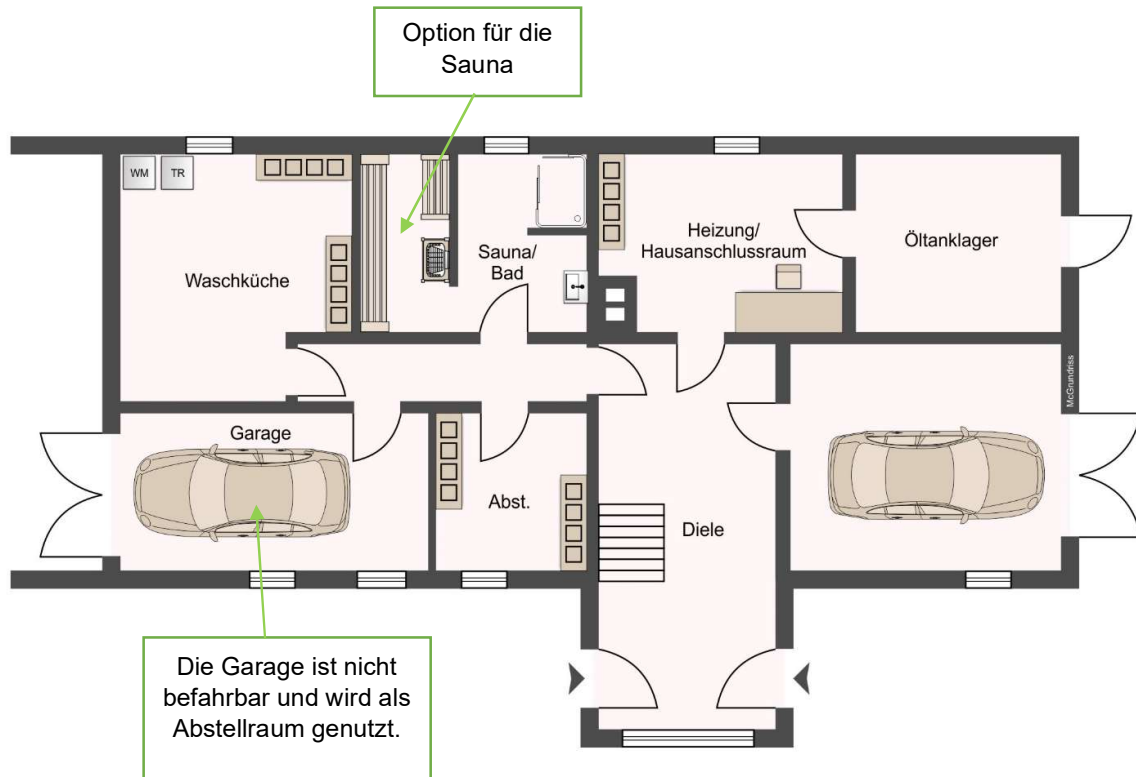 Option für die
Sauna
WM
TR
Waschküche
Sauna/
Bad
Heizung/
Hausanschlussraum
Öltanklager
McGrundriss
Garage
Abst.
Diele
Die Garage ist nicht
befahrbar und wird als
Abstellraum genutzt.